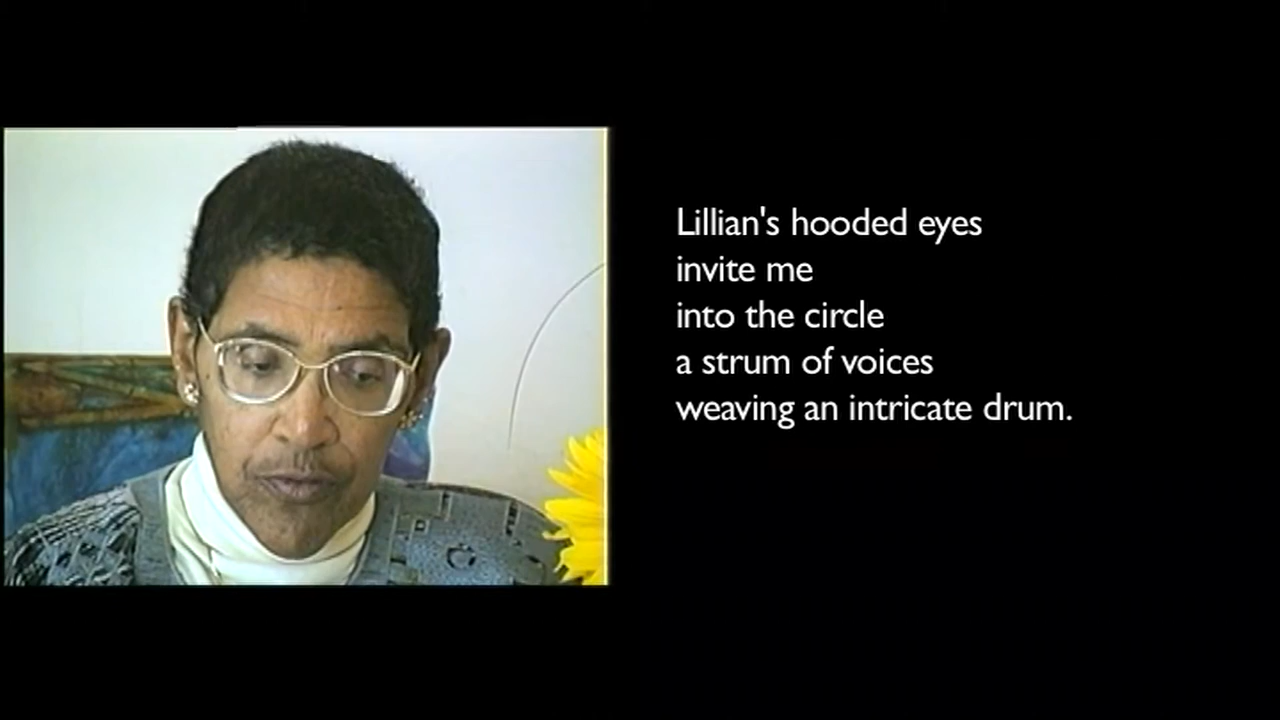 Lillian's hooded eyes
invite me
into the circle
a strum of voices
weaving an intricate drum.